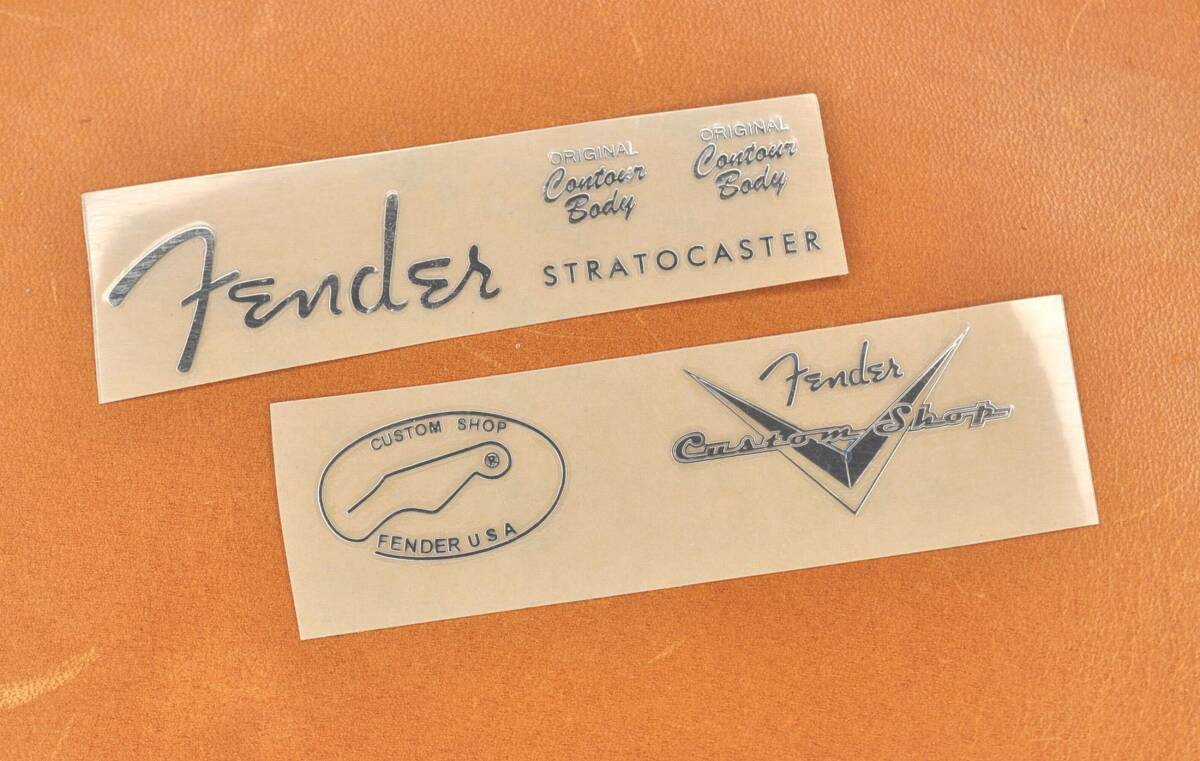 ORIGINAL
Contour
Body
ORIGINAL
Contour
Body
Fender
STRATOCASTER
CUSTOM SHOP
®
FENDER USA
Fender
Custom Shop